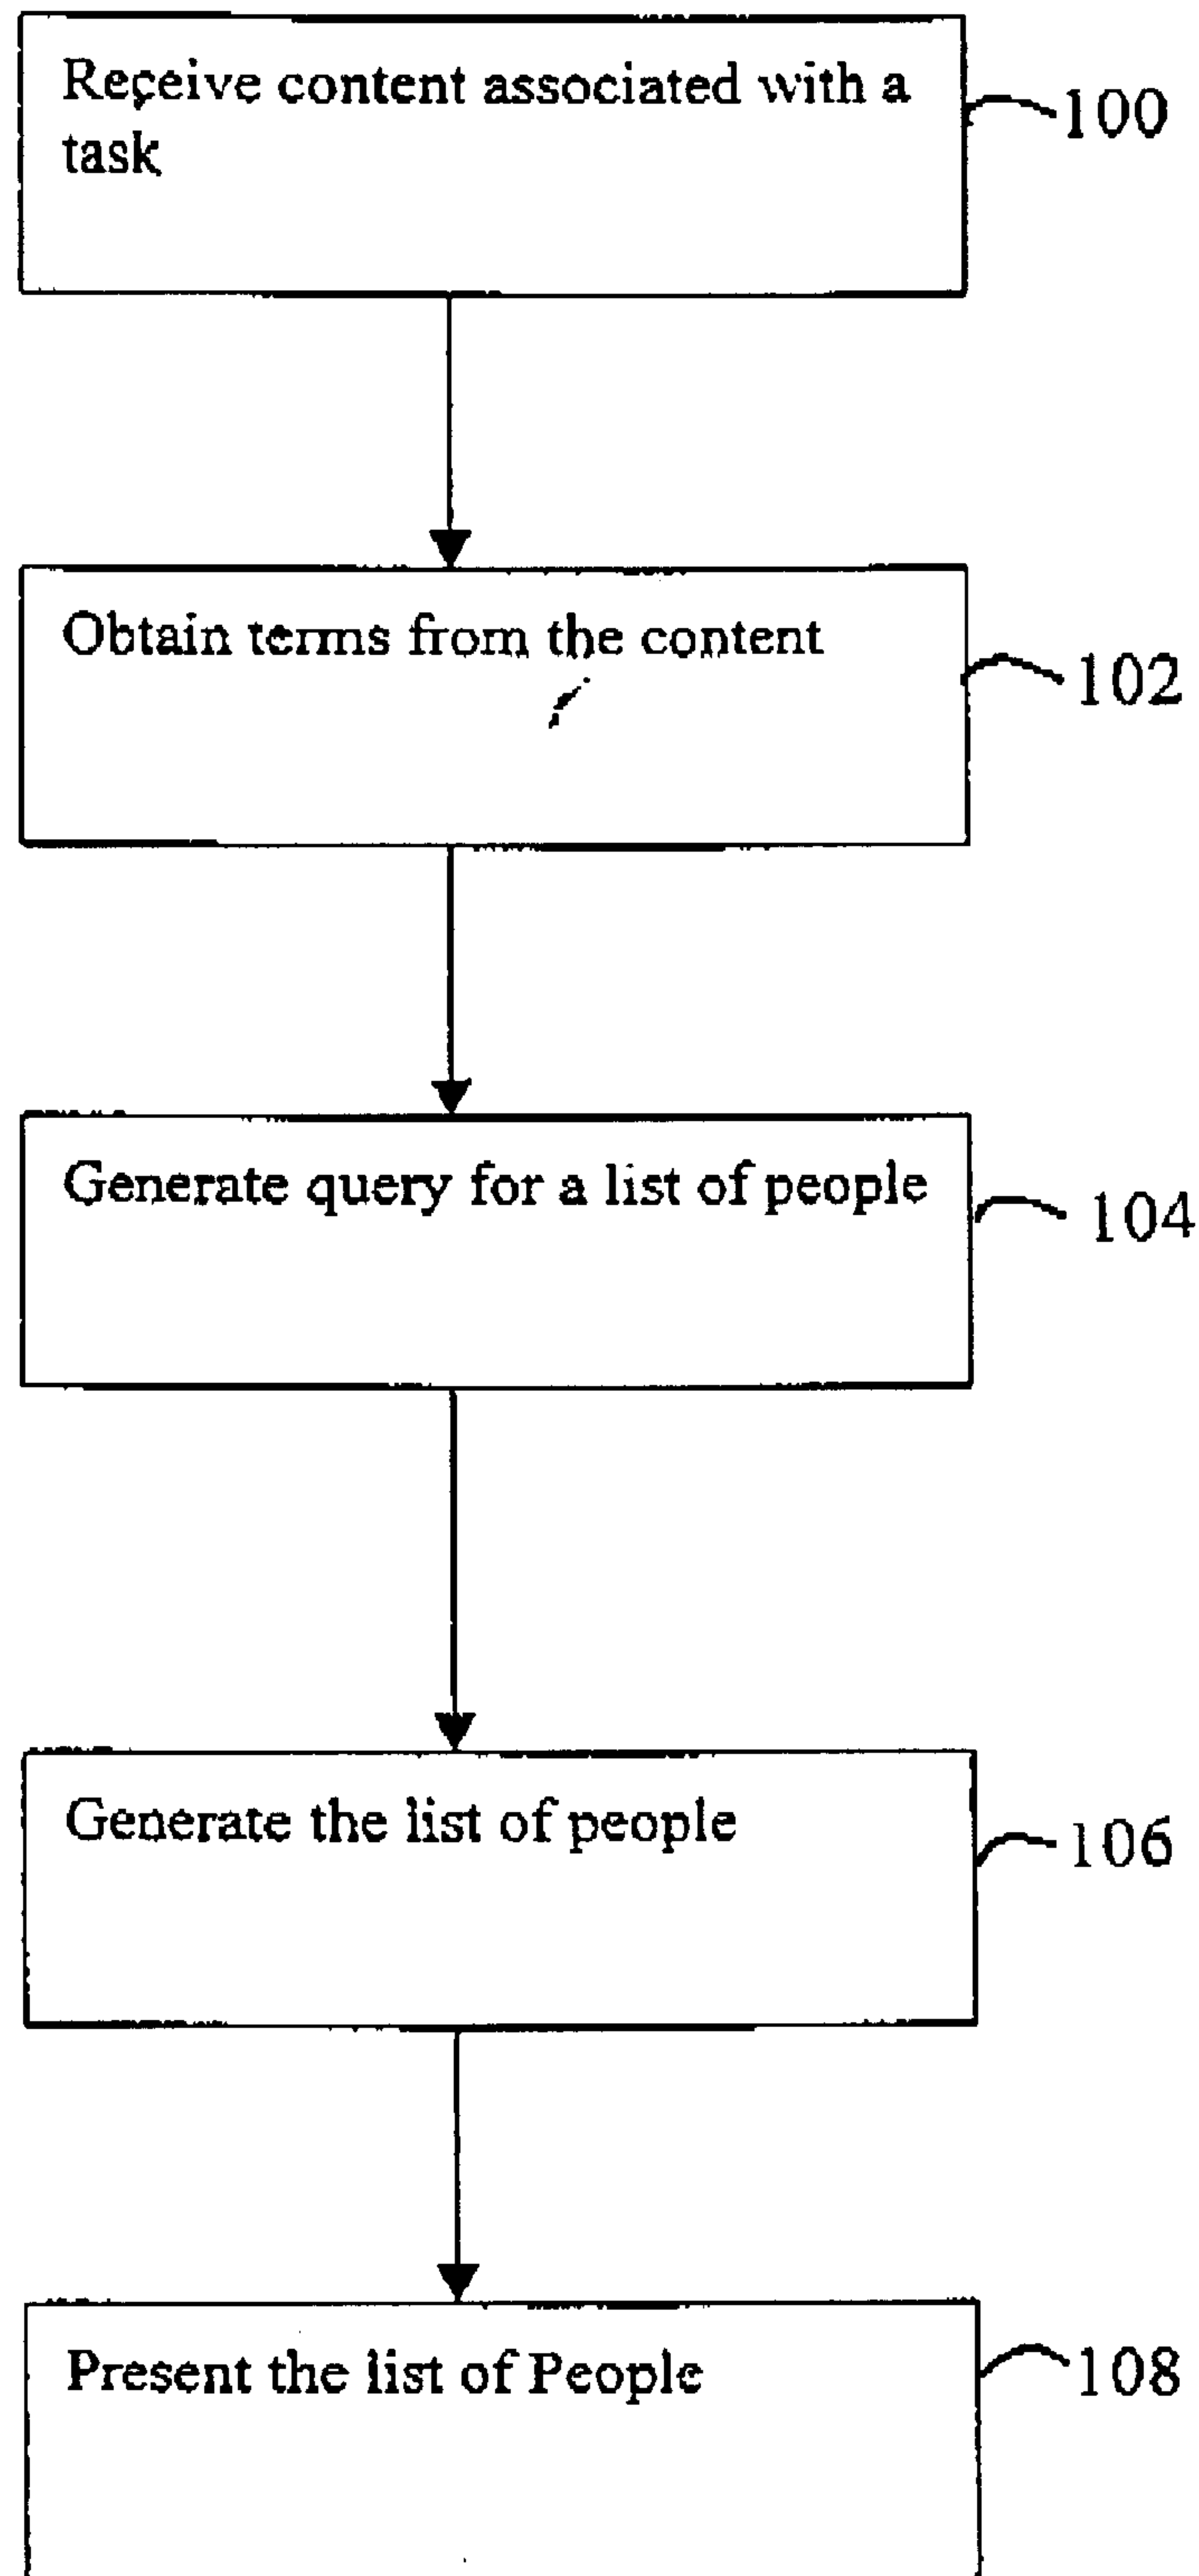 Receive content associated with a
task
100
Obtain terms from the content
102
Generate query for a list of people
104
Generate the list of people
106
Present the list of People
108